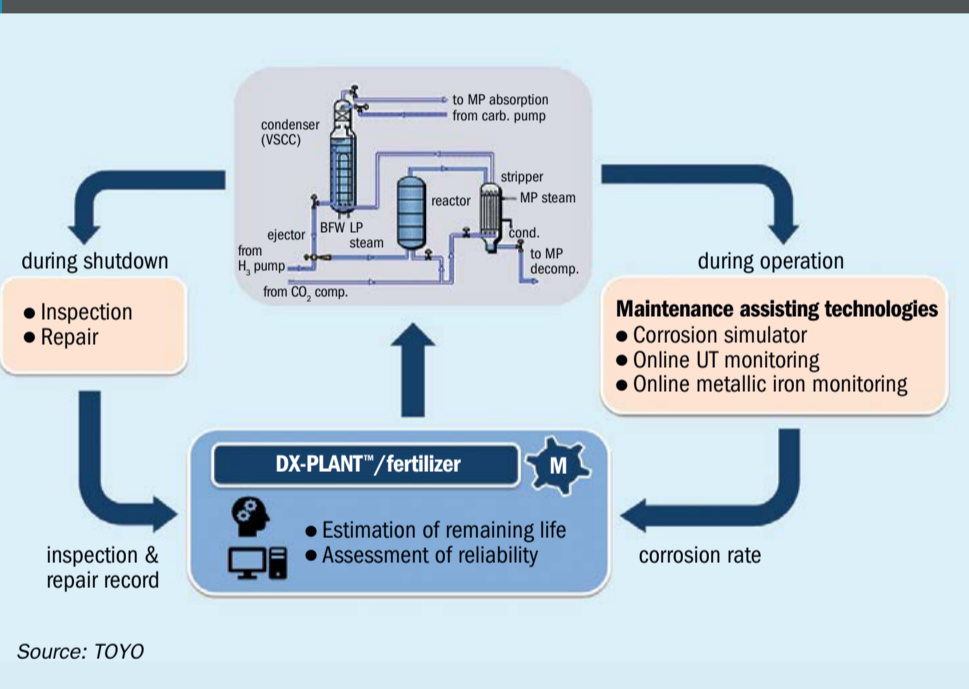 to MP absorption
from carb. pump
condenser
(VSCC)
stripper
reactor
MP steam
BFW LP
steam
ejector
cond.
from
H3 pump
to MP
decomp.
from CO2 comp.
during shutdown
● Inspection
● Repair
during operation
Maintenance assisting technologies
● Corrosion simulator
● Online UT monitoring
● Online metallic iron monitoring
DX-PLANT™/fertilizer
M
● Estimation of remaining life
● Assessment of reliability
inspection &
repair record
corrosion rate
Source: TOYO